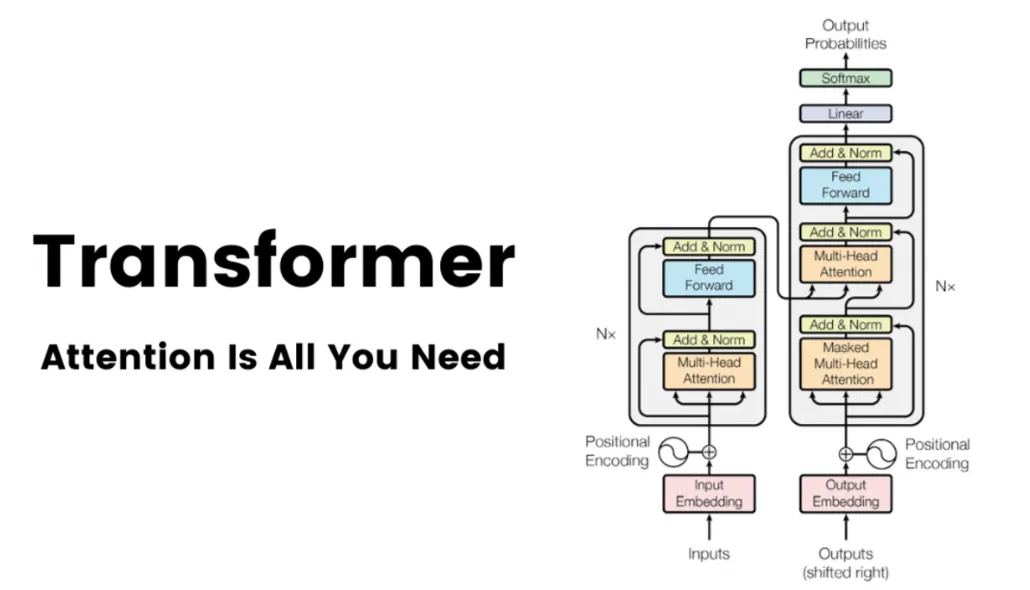 Transformer
Attention Is All You Need
Output
Probabilities
Softmax
Linear
Add & Norm
Feed
Forward
Add & Norm
Multi-Head
Attention
Add & Norm
Masked
Multi-Head
Attention
N×
Positional
Encoding
Output
Embedding
Outputs
(shifted right)
Add & Norm
Feed
Forward
Add & Norm
Multi-Head
Attention
N×
Positional
Encoding
Input
Embedding
Inputs